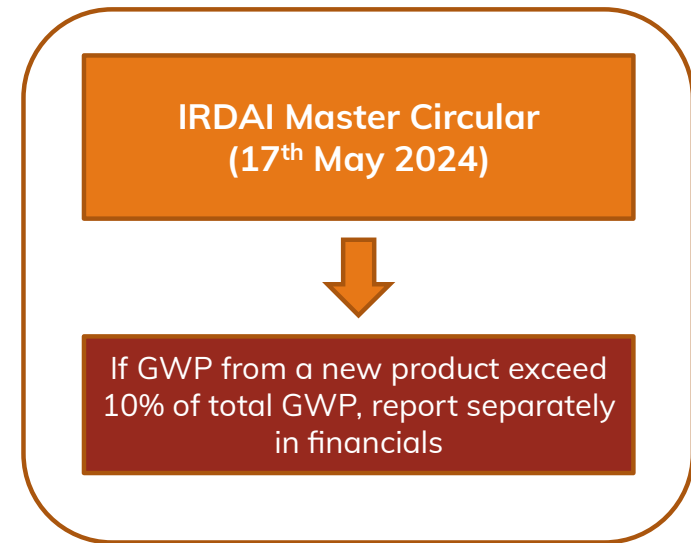 IRDAI Master Circular
(17th May 2024)
If GWP from a new product exceed
10% of total GWP, report separately
in financials